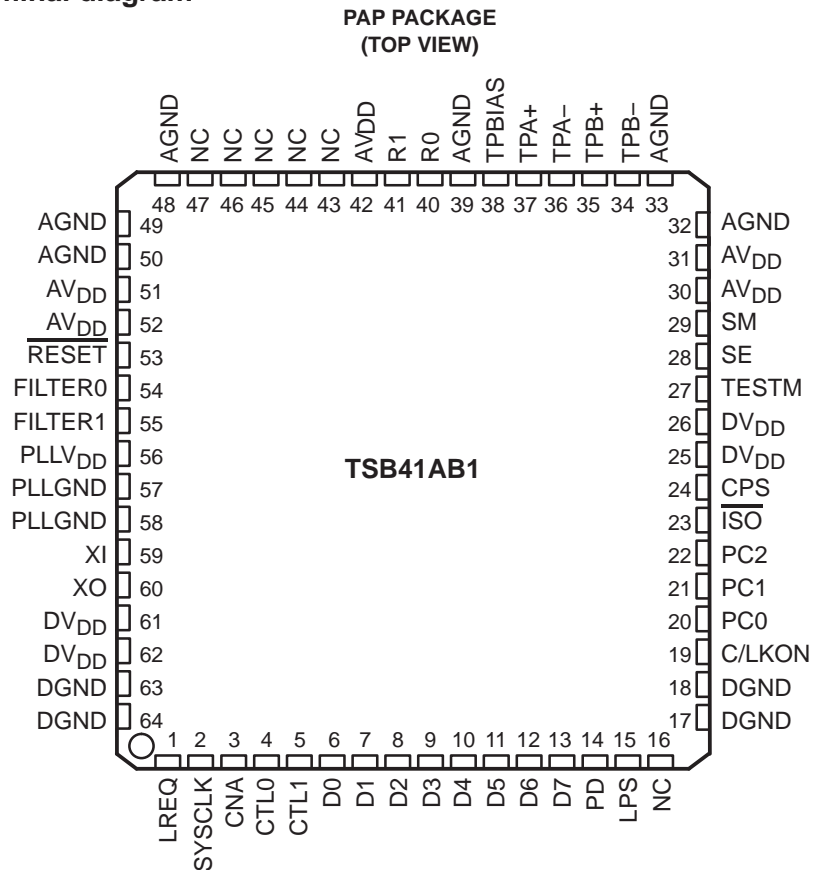 PAP PACKAGE
(TOP VIEW)
AGND NC NC NC NC NC AVDD R1 R0 AGND TPBIAS TPA+ TPA− TPB+ TPB− AGND
48 47 46 45 44 43 42 41 40 39 38 37 36 35 34 33
AGND 49 32 AGND
AGND 50 31 AVDD
AVDD 51 30 AVDD
AVDD 52 29 SM
RESET 53 28 SE
FILTER0 54 27 TESTM
FILTER1 55 26 DVDD
PLLVDD 56 25 DVDD
TSB41AB1
PLLGND 57 24 CPS
PLLGND 58 23 ISO
XI 59 22 PC2
XO 60 21 PC1
DVDD 61 20 PC0
DVDD 62 19 C/LKON
DGND 63 18 DGND
DGND 64 17 DGND
1 2 3 4 5 6 7 8 9 10 11 12 13 14 15 16
LREQ SYSCLK CNA CTL0 CTL1 D0 D1 D2 D3 D4 D5 D6 D7 PD LPS NC